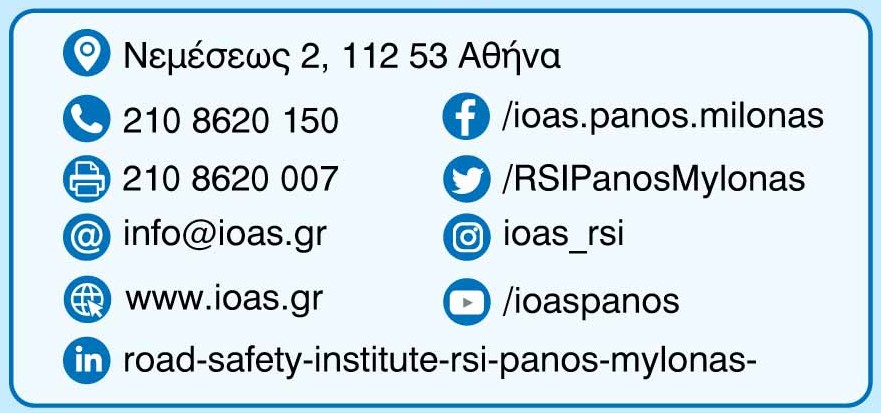 Νεμέσεως 2, 112 53 Αθήνα
210 8620 150
/ioas.panos.milonas
210 8620 007
/RSIPanosMylonas
info@ioas.gr
ioas_rsi
www.ioas.gr
/ioaspanos
road-safety-institute-rsi-panos-mylonas-